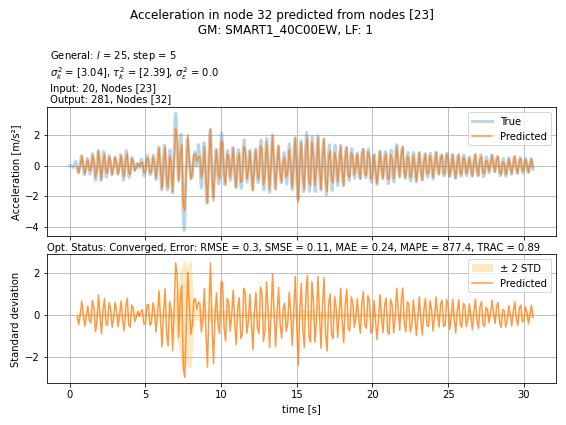 Acceleration in node 32 predicted from nodes [23]
GM: SMART1_40C00EW, LF: 1
General: l = 25, step = 5
σ²ₖ = [3.04], τ²ₖ = [2.39], σ²ε = 0.0
Input: 20, Nodes [23]
Output: 281, Nodes [32]
Acceleration [m/s²]
2
0
−2
−4
True
Predicted
Opt. Status: Converged, Error: RMSE = 0.3, SMSE = 0.11, MAE = 0.24, MAPE = 877.4, TRAC = 0.89
Standard deviation
2
0
−2
± 2 STD
Predicted
0 5 10 15 20 25 30
time [s]